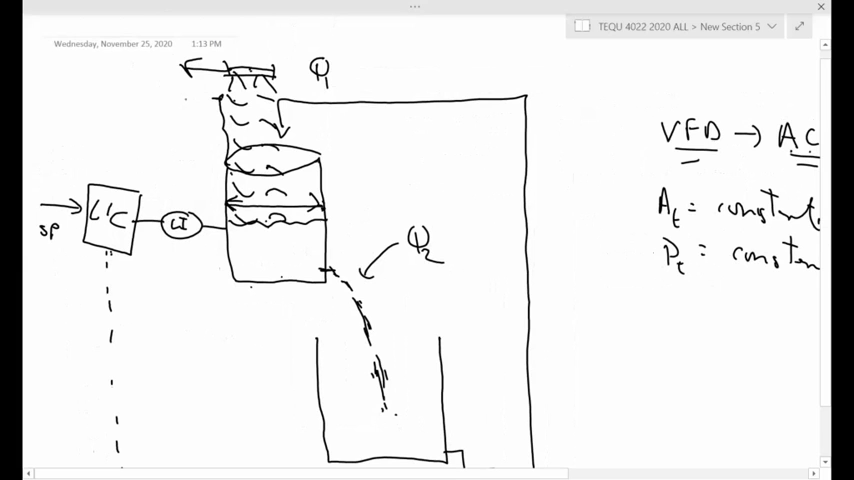 TEQU 4022 2020 ALL > New Section 5
Wednesday, November 25, 2020 1:13 PM
Q1
VFD → AC
At = constant
SP
LIC
LI
Q2
Pt = constan